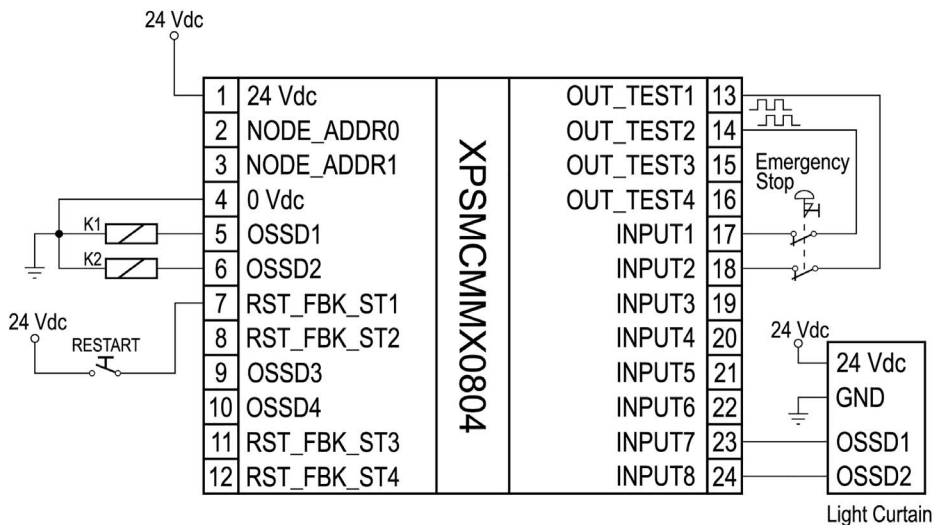 24 Vdc
1 24 Vdc
2 NODE_ADDR0
3 NODE_ADDR1
4 0 Vdc
K1
5 OSSD1
K2
6 OSSD2
7 RST_FBK_ST1
24 Vdc
RESTART
8 RST_FBK_ST2
9 OSSD3
10 OSSD4
11 RST_FBK_ST3
12 RST_FBK_ST4
XPSMCMMX0804
OUT_TEST1 13
OUT_TEST2 14
OUT_TEST3 15
OUT_TEST4 16
INPUT1 17
INPUT2 18
INPUT3 19
INPUT4 20
INPUT5 21
INPUT6 22
INPUT7 23
INPUT8 24
Emergency
Stop
24 Vdc
24 Vdc
GND
OSSD1
OSSD2
Light Curtain